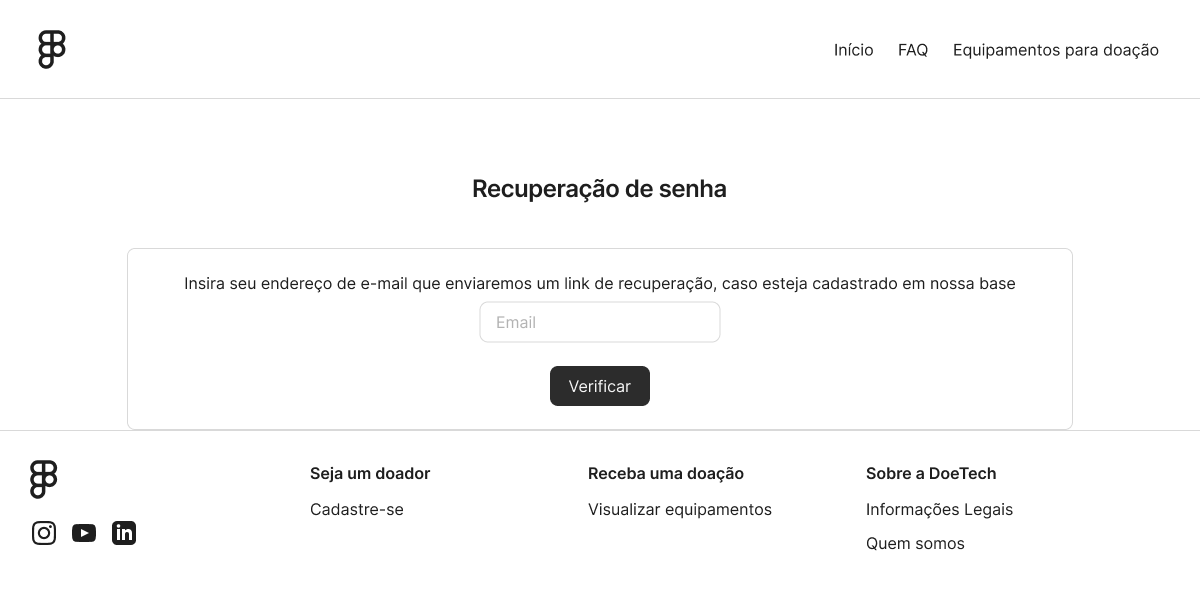 Início FAQ Equipamentos para doação
Recuperação de senha
Insira seu endereço de e-mail que enviaremos um link de recuperação, caso esteja cadastrado em nossa base
Email
Verificar
Seja um doador
Cadastre-se
Receba uma doação
Visualizar equipamentos
Sobre a DoeTech
Informações Legais
Quem somos
in